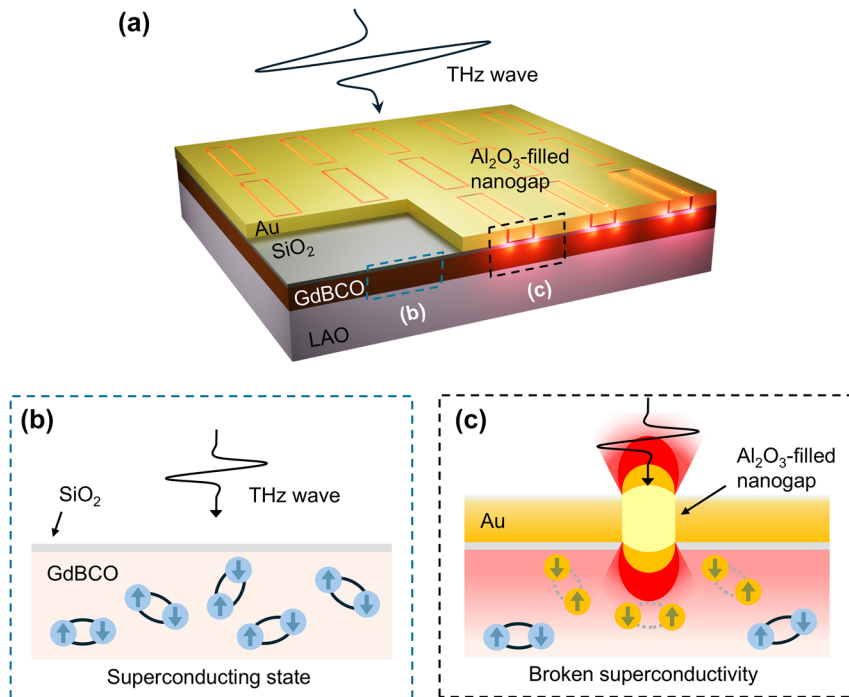 (a)
THz wave
Al₂O₃-filled
nanogap
Au
SiO₂
GdBCO
(b)
(c)
LAO
(b)
THz wave
SiO₂
GdBCO
Superconducting state
(c)
Al₂O₃-filled
nanogap
Au
Broken superconductivity